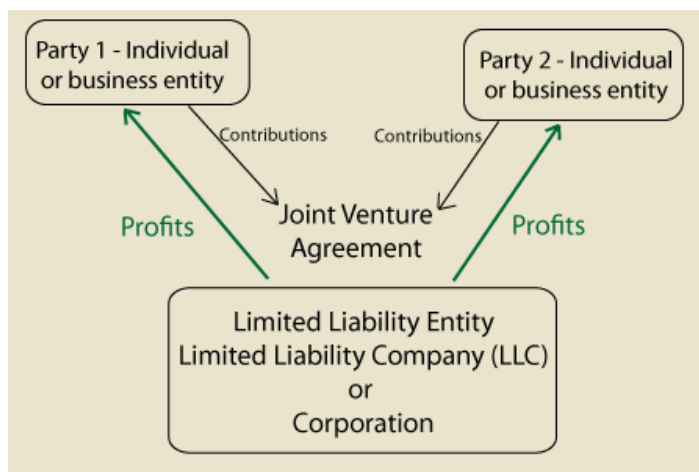 Party 1 - Individual
or business entity
Party 2 - Individual
or business entity
Contributions
Contributions
Profits
Joint Venture
Agreement
Profits
Limited Liability Entity
Limited Liability Company (LLC)
or
Corporation